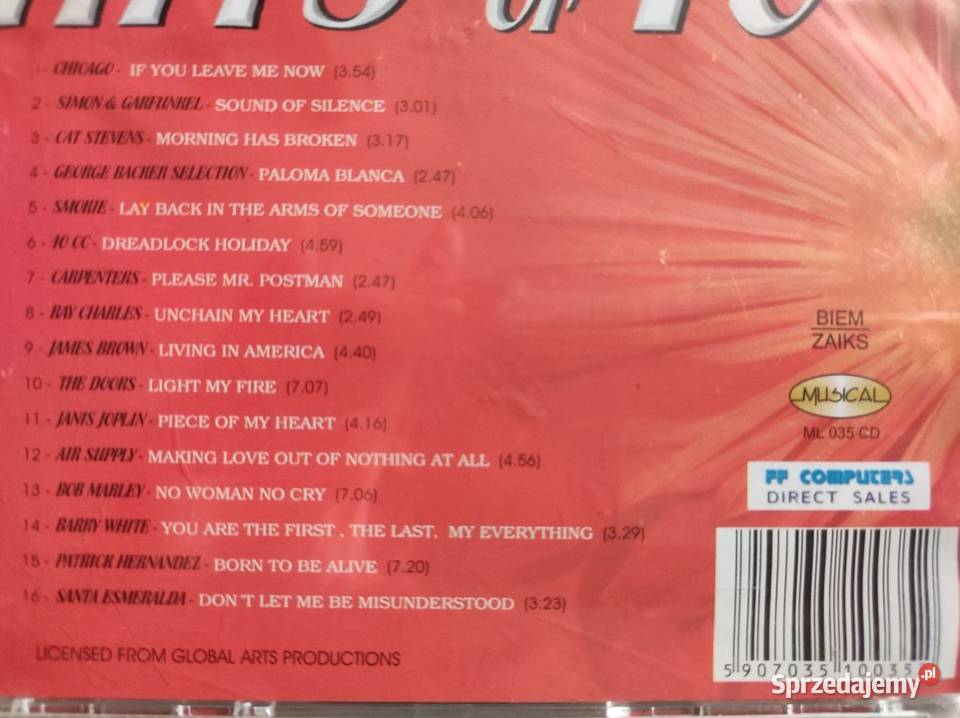 HITS OF 70
1 - CHICAGO - IF YOU LEAVE ME NOW (3.54)
2 - SIMON & GARFUNKEL - SOUND OF SILENCE (3.01)
3 - CAT STEVENS - MORNING HAS BROKEN (3.17)
4 - GEORGE BACKER SELECTION - PALOMA BLANCA (2.47)
5 - SMOKIE - LAY BACK IN THE ARMS OF SOMEONE (4.06)
6 - 10 CC - DREADLOCK HOLIDAY (4.59)
7 - CARPENTERS - PLEASE MR. POSTMAN (2.47)
8 - RAY CHARLES - UNCHAIN MY HEART (2.49)
9 - JAMES BROWN - LIVING IN AMERICA (4.40)
10 - THE DOORS - LIGHT MY FIRE (7.07)
11 - JANIS JOPLIN - PIECE OF MY HEART (4.16)
12 - AIR SUPPLY - MAKING LOVE OUT OF NOTHING AT ALL (4.56)
13 - BOB MARLEY - NO WOMAN NO CRY (7.06)
14 - BARRY WHITE - YOU ARE THE FIRST , THE LAST, MY EVERYTHING (3.29)
15 - PATRICK HERNANDEZ - BORN TO BE ALIVE (7.20)
16 - SANTA ESMERALDA - DON'T LET ME BE MISUNDERSTOOD (3.23)
LICENSED FROM GLOBAL ARTS PRODUCTIONS
BIEM
ZAIKS
MUSICAL
ML 035 CD
PF COMPUTERS
DIRECT SALES
5 907035 10035
Sprzedajemy.pl